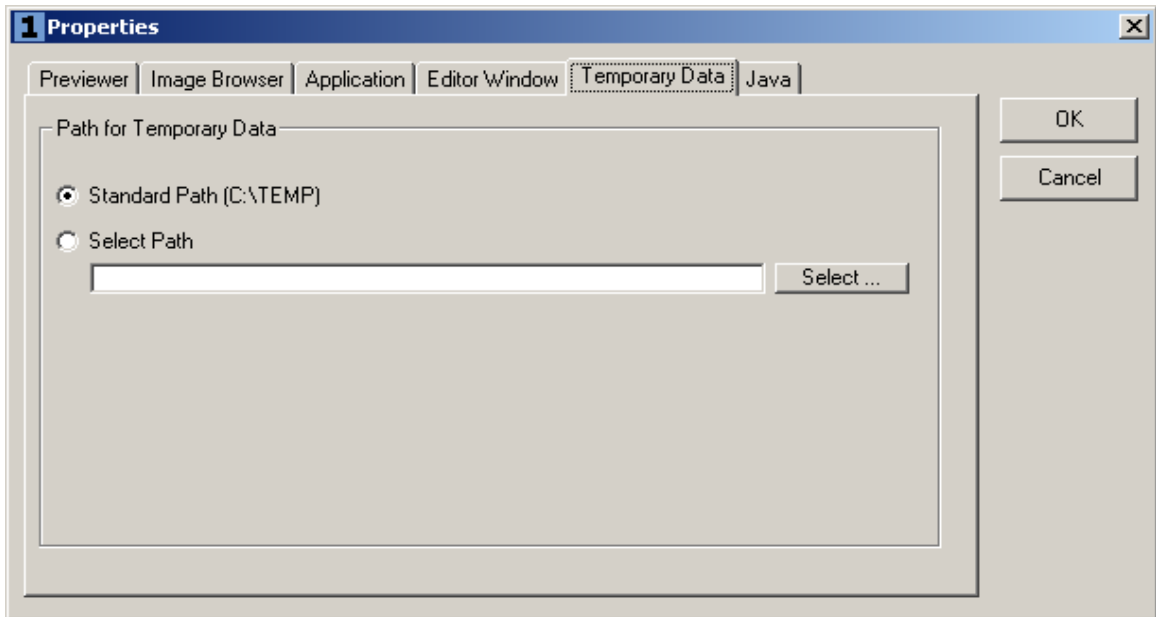 1 Properties
Previewer Image Browser Application Editor Window Temporary Data Java
Path for Temporary Data
OK
Cancel
Standard Path (C:\TEMP)
Select Path
Select ...